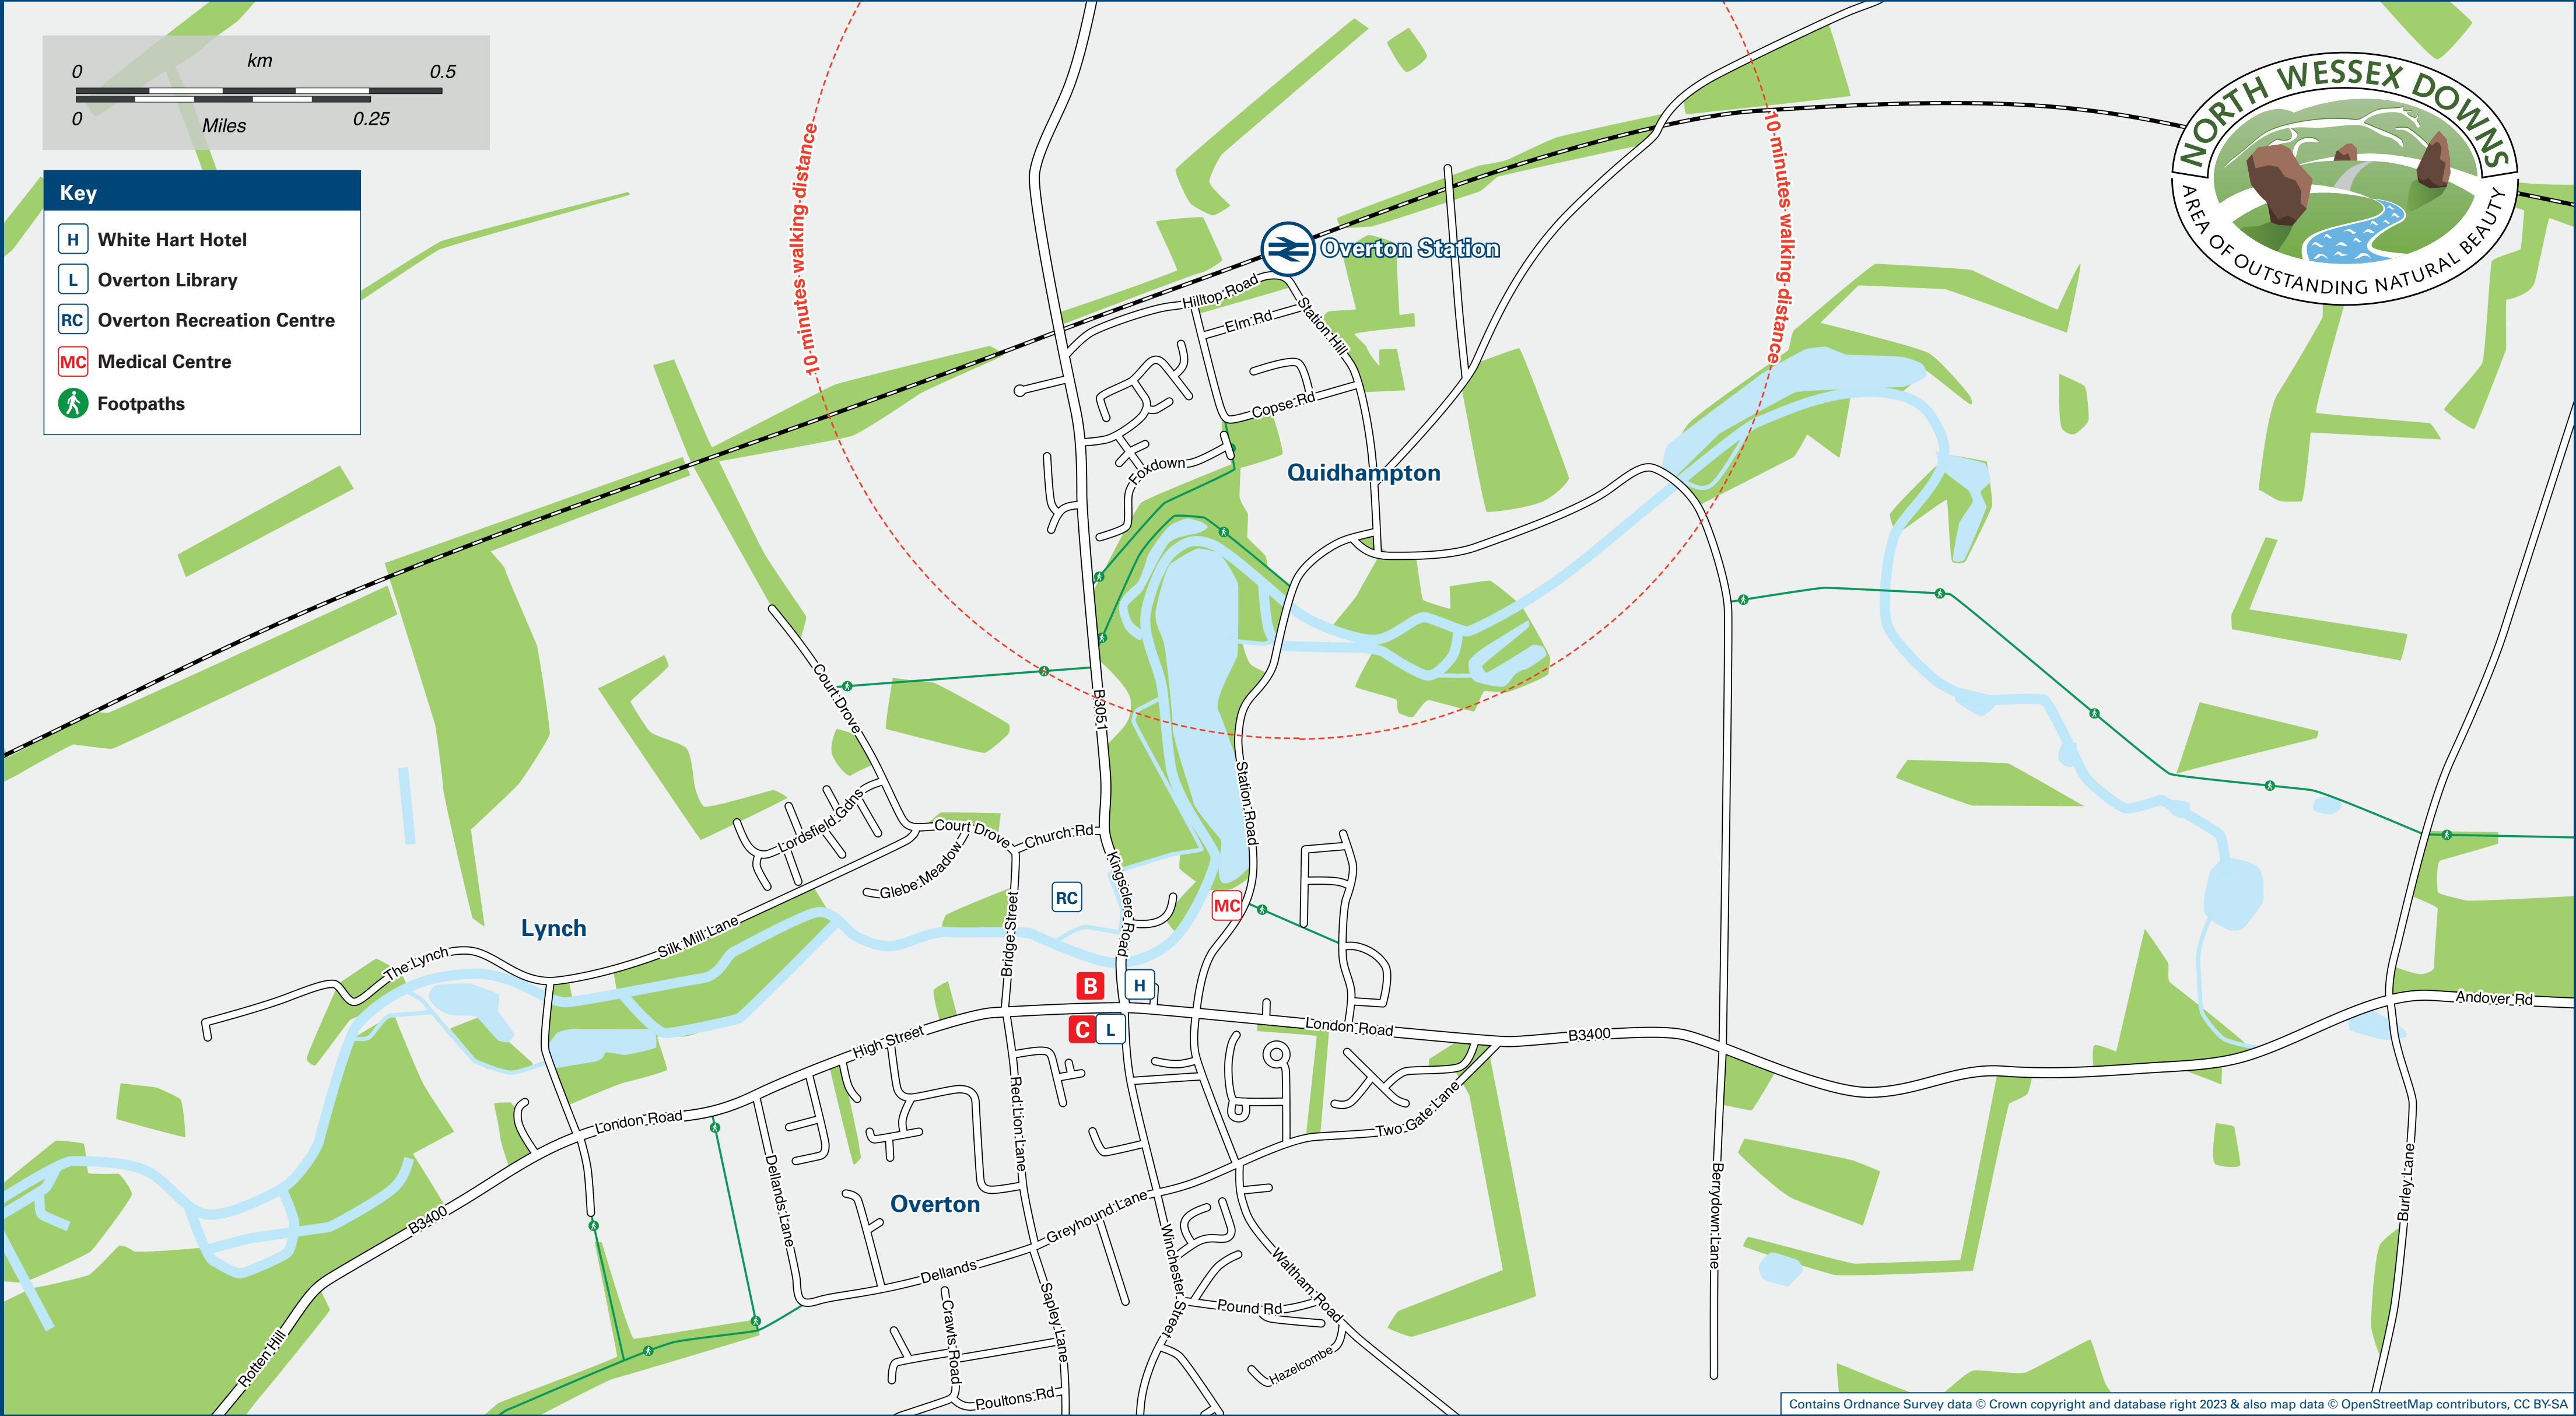 km
0
0.5
0
Miles
0.25
Key
H White Hart Hotel
L Overton Library
RC Overton Recreation Centre
MC Medical Centre
Footpaths
NORTH WESSEX DOWNS
AREA OF OUTSTANDING NATURAL BEAUTY
10 minutes walking distance
10 minutes walking distance
Overton Station
Hilltop Road
Elm Rd
Station Hill
Copse Rd
Foxdown
Quidhampton
Court Drove
B3051
Station Road
Lordsfield Gdns
Court Drove
Church Rd
Glebe Meadow
Kingsclere Road
RC
MC
Bridge Street
Lynch
Silk Mill Lane
The Lynch
B
H
C
L
Andover Rd
London Road
B3400
High Street
London Road
Red Lion Lane
Two Gate Lane
Dellands Lane
Overton
Greyhound Lane
Berrydown Lane
Burley Lane
B3400
Dellands
Winchester Street
Waltham Road
Sapley Lane
Pound Rd
Crawts Road
Rotten Hill
Hazelcombe
Poultons Rd
Contains Ordnance Survey data © Crown copyright and database right 2023 & also map data © OpenStreetMap contributors, CC BY-SA